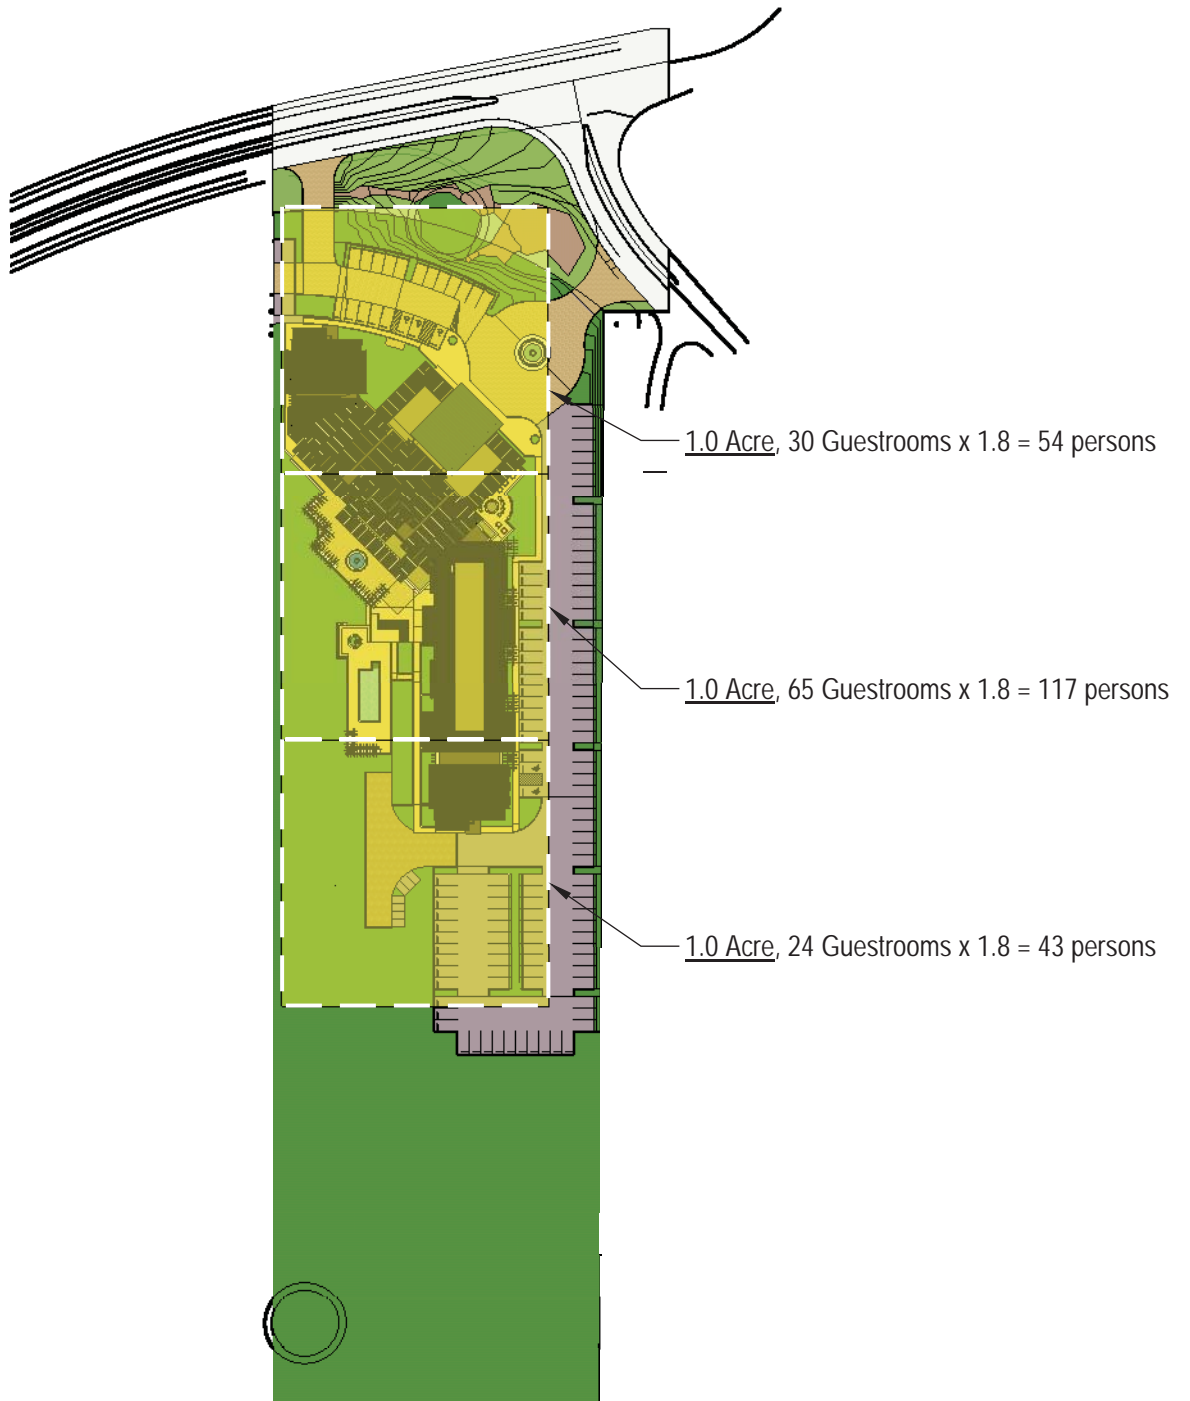 1.0 Acre, 30 Guestrooms x 1.8 = 54 persons
1.0 Acre, 65 Guestrooms x 1.8 = 117 persons
1.0 Acre, 24 Guestrooms x 1.8 = 43 persons